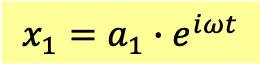 x₁ = a₁ · e^{iωt}